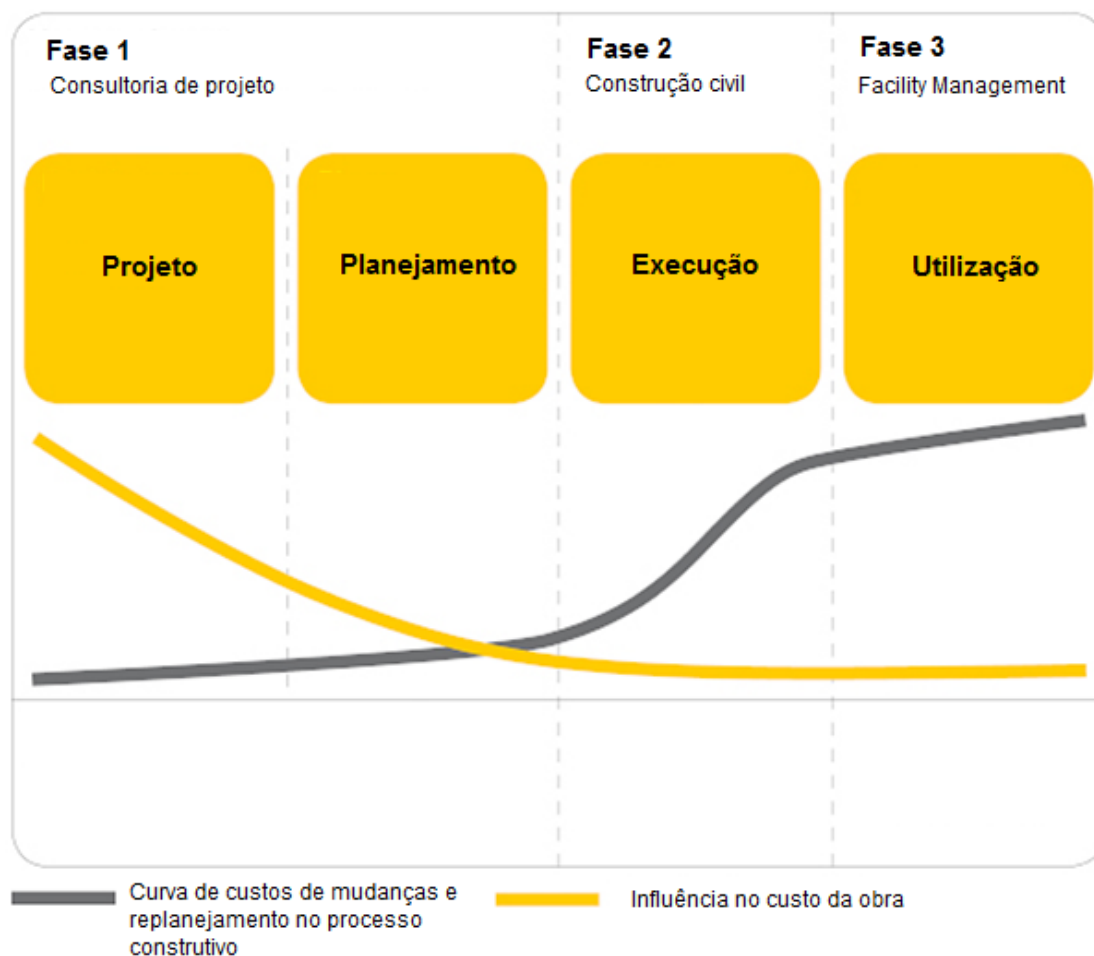 Fase 1
Consultoria de projeto
Fase 2
Construção civil
Fase 3
Facility Management
Projeto
Planejamento
Execução
Utilização
Curva de custos de mudanças e
replanejamento no processo
construtivo
Influência no custo da obra